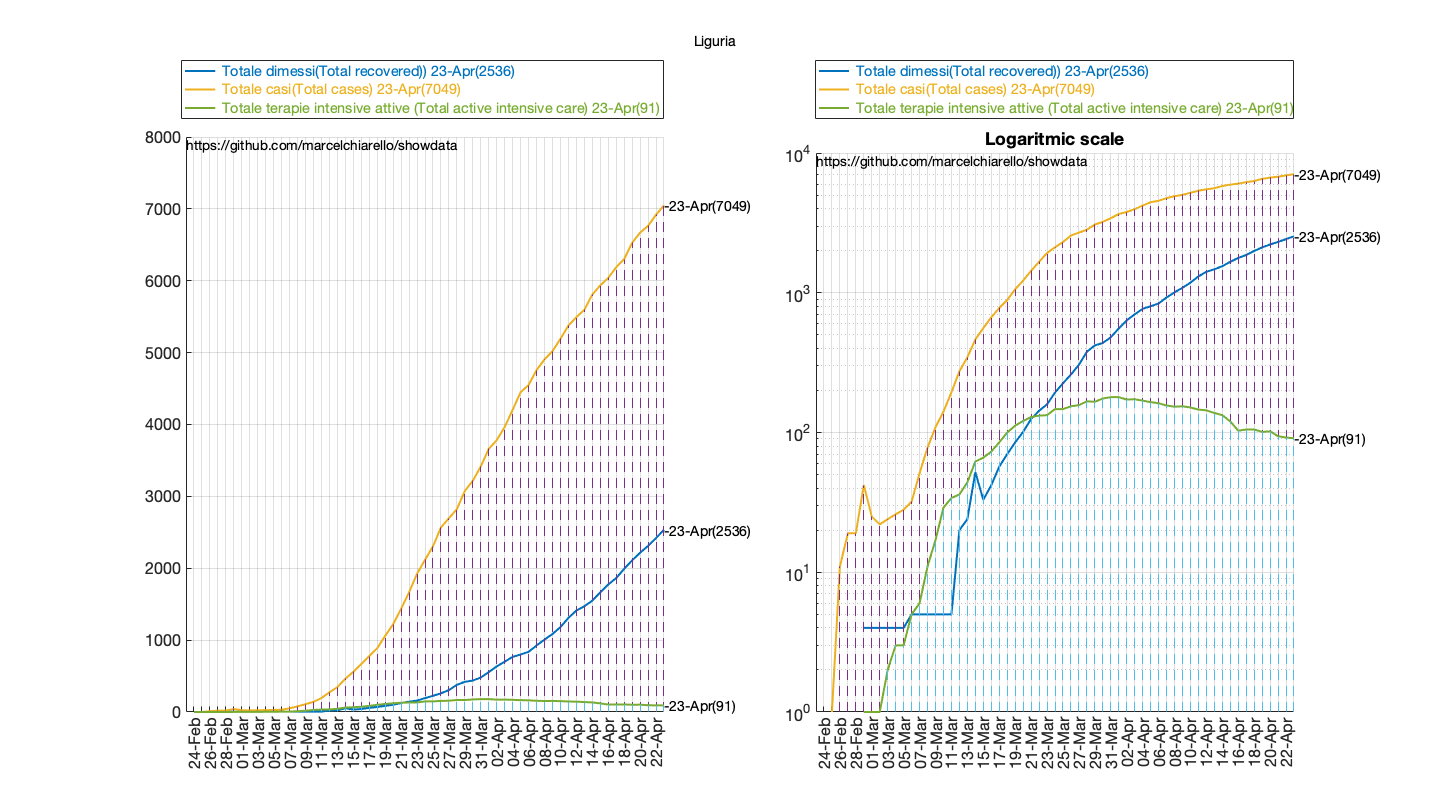 Liguria
Totale dimessi(Total recovered)) 23-Apr(2536)
Totale casi(Total cases) 23-Apr(7049)
Totale terapie intensive attive (Total active intensive care) 23-Apr(91)
https://github.com/marcelchiarello/showdata
8000
7000
6000
5000
4000
3000
2000
1000
0
-23-Apr(7049)
-23-Apr(2536)
-23-Apr(91)
24-Feb
26-Feb
28-Feb
01-Mar
03-Mar
05-Mar
07-Mar
09-Mar
11-Mar
13-Mar
15-Mar
17-Mar
19-Mar
21-Mar
23-Mar
25-Mar
27-Mar
29-Mar
31-Mar
02-Apr
04-Apr
06-Apr
08-Apr
10-Apr
12-Apr
14-Apr
16-Apr
18-Apr
20-Apr
22-Apr
Totale dimessi(Total recovered)) 23-Apr(2536)
Totale casi(Total cases) 23-Apr(7049)
Totale terapie intensive attive (Total active intensive care) 23-Apr(91)
Logaritmic scale
https://github.com/marcelchiarello/showdata
10^4
10^3
10^2
10^1
10^0
-23-Apr(7049)
-23-Apr(2536)
-23-Apr(91)
24-Feb
26-Feb
28-Feb
01-Mar
03-Mar
05-Mar
07-Mar
09-Mar
11-Mar
13-Mar
15-Mar
17-Mar
19-Mar
21-Mar
23-Mar
25-Mar
27-Mar
29-Mar
31-Mar
02-Apr
04-Apr
06-Apr
08-Apr
10-Apr
12-Apr
14-Apr
16-Apr
18-Apr
20-Apr
22-Apr